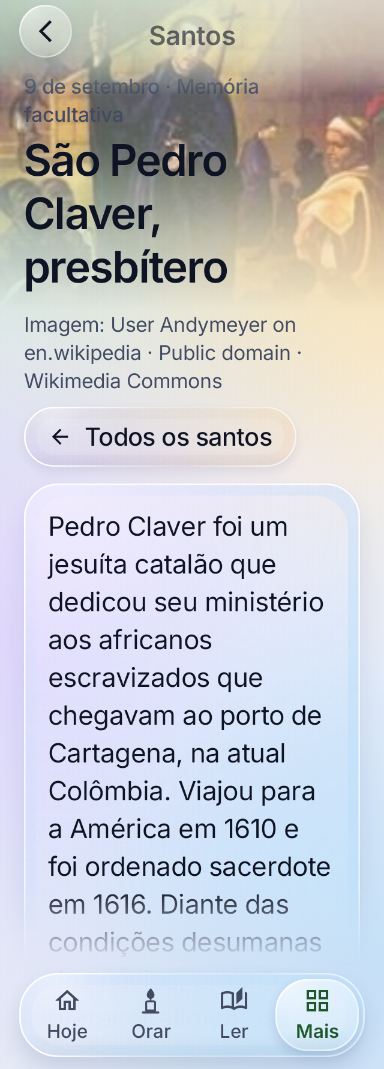 Santos
9 de setembro · Memória
facultativa
São Pedro
Claver,
presbítero
Imagem: User Andymeyer on
en.wikipedia · Public domain ·
Wikimedia Commons
← Todos os santos
Pedro Claver foi um
jesuíta catalão que
dedicou seu ministério
aos africanos
escravizados que
chegavam ao porto de
Cartagena, na atual
Colômbia. Viajou para
a América em 1610 e
foi ordenado sacerdote
em 1616. Diante das
condições desumanas
Hoje Orar Ler Mais